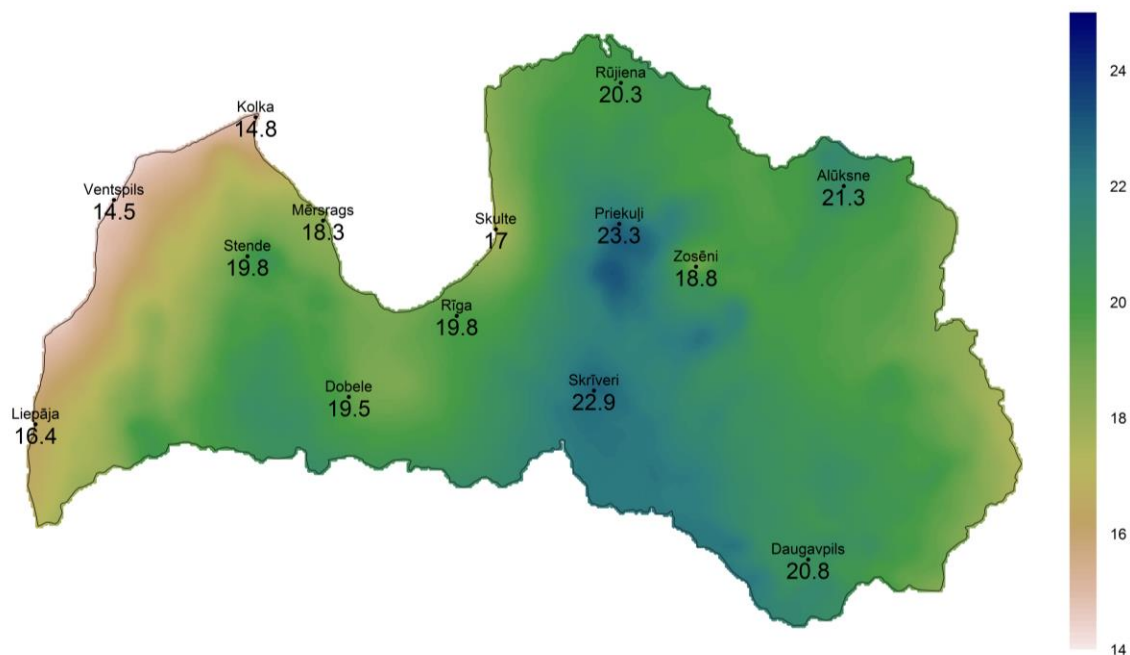 Rūjiena
20.3
Kolka
14.8
Alūksne
21.3
Ventspils
14.5
Mērsrags
18.3
Skulte
17
Priekuļi
23.3
Stende
19.8
Zosēni
18.8
Rīga
19.8
Dobele
19.5
Skrīveri
22.9
Liepāja
16.4
Daugavpils
20.8
24
22
20
18
16
14